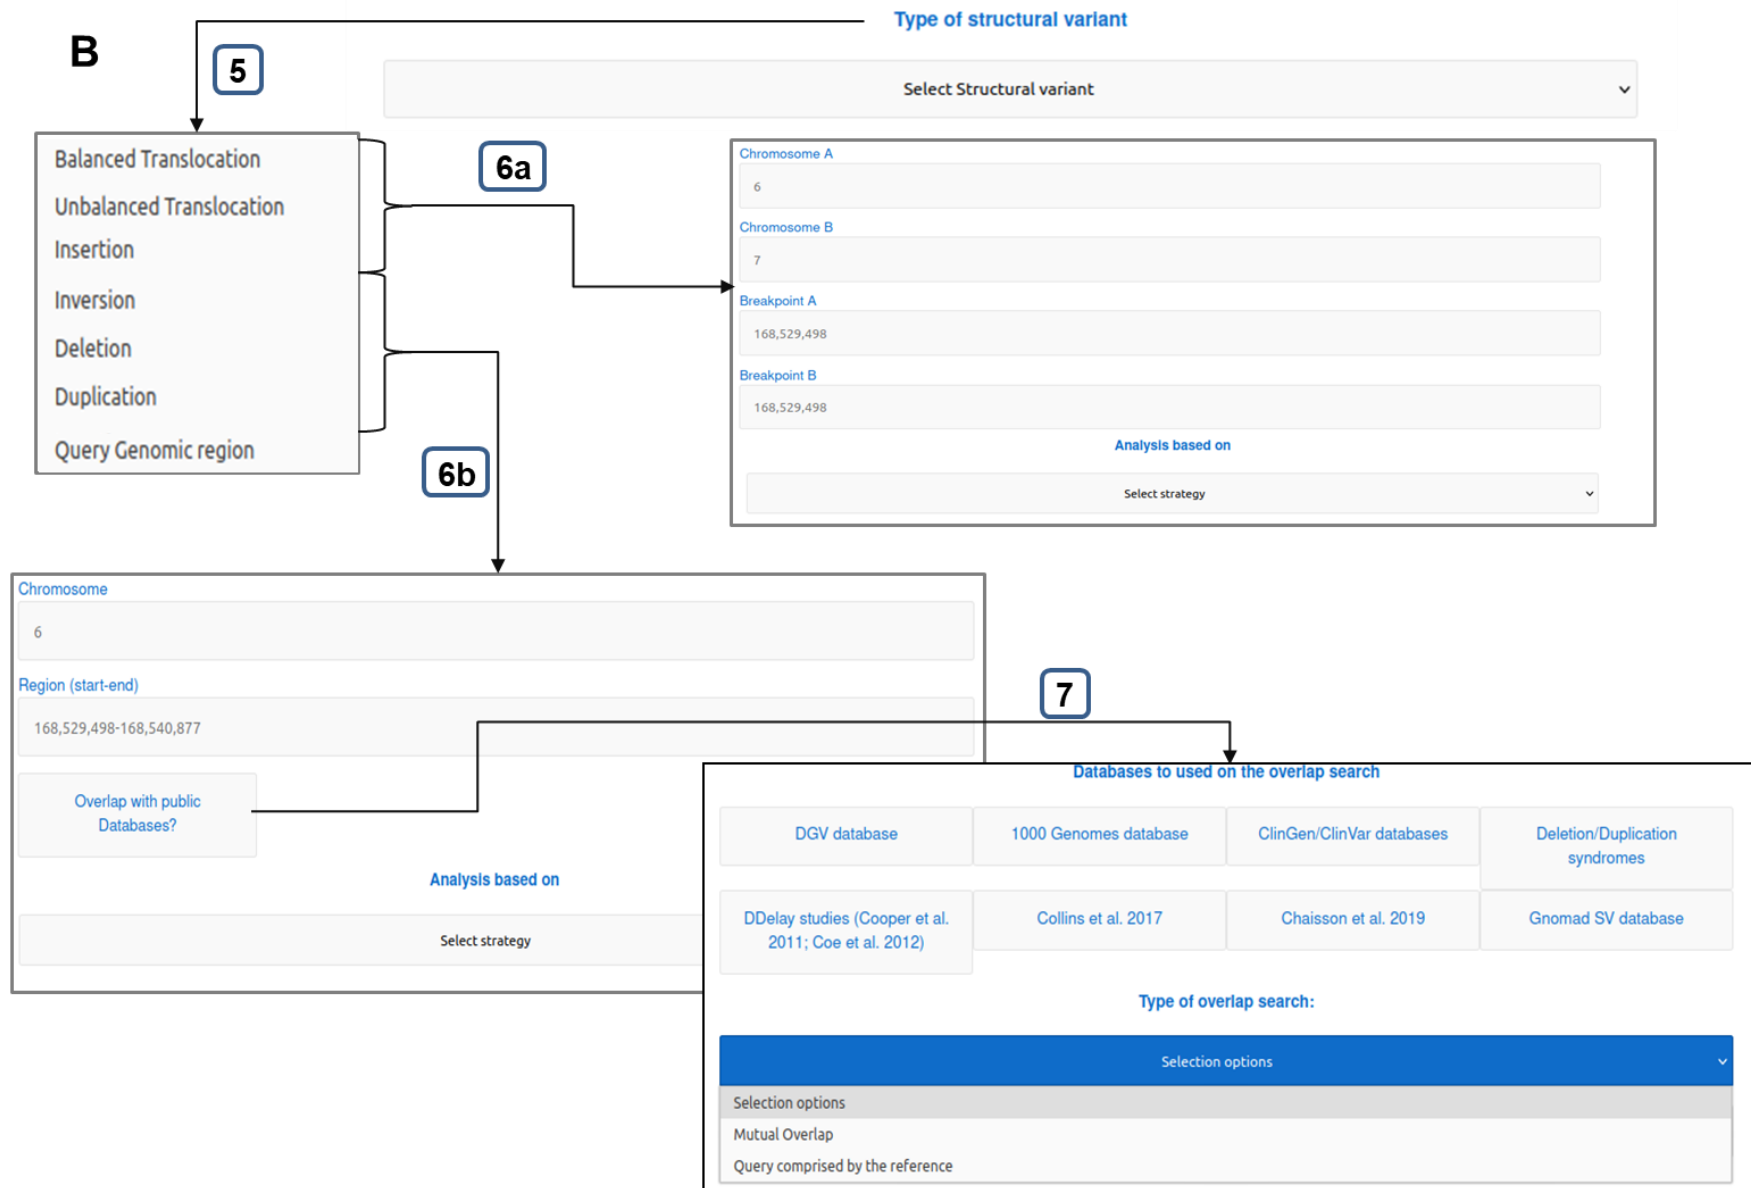 Type of structural variant
B
5
Select Structural variant
Balanced Translocation
Unbalanced Translocation
Insertion
Inversion
Deletion
Duplication
Query Genomic region
6a
Chromosome A
6
Chromosome B
7
Breakpoint A
168,529,498
Breakpoint B
168,529,498
Analysis based on
Select strategy
6b
Chromosome
6
Region (start-end)
168,529,498-168,540,877
Overlap with public
Databases?
Analysis based on
Select strategy
7
Databases to used on the overlap search
DGV database
1000 Genomes database
ClinGen/ClinVar databases
Deletion/Duplication
syndromes
DDelay studies (Cooper et al.
2011; Coe et al. 2012)
Collins et al. 2017
Chaisson et al. 2019
Gnomad SV database
Type of overlap search:
Selection options
Selection options
Mutual Overlap
Query comprised by the reference